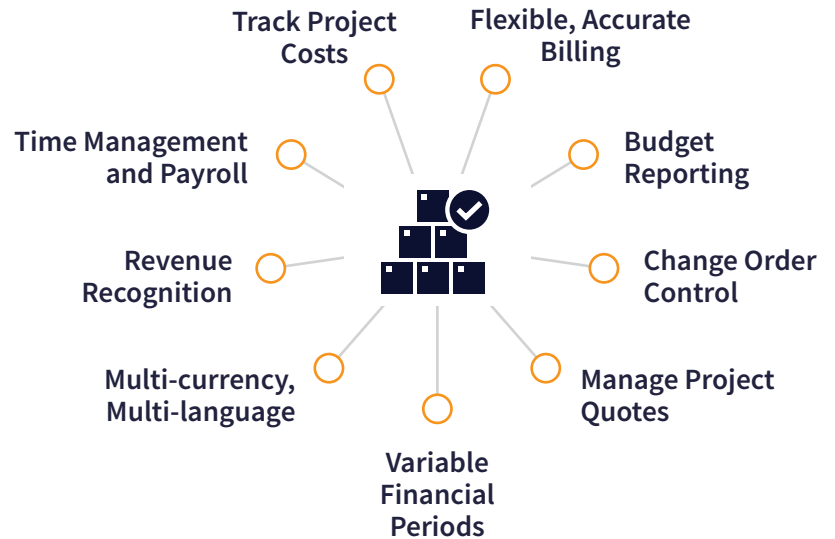 Track Project
Costs
Flexible, Accurate
Billing
Time Management
and Payroll
Budget
Reporting
Revenue
Recognition
Change Order
Control
Multi-currency,
Multi-language
Manage Project
Quotes
Variable
Financial
Periods